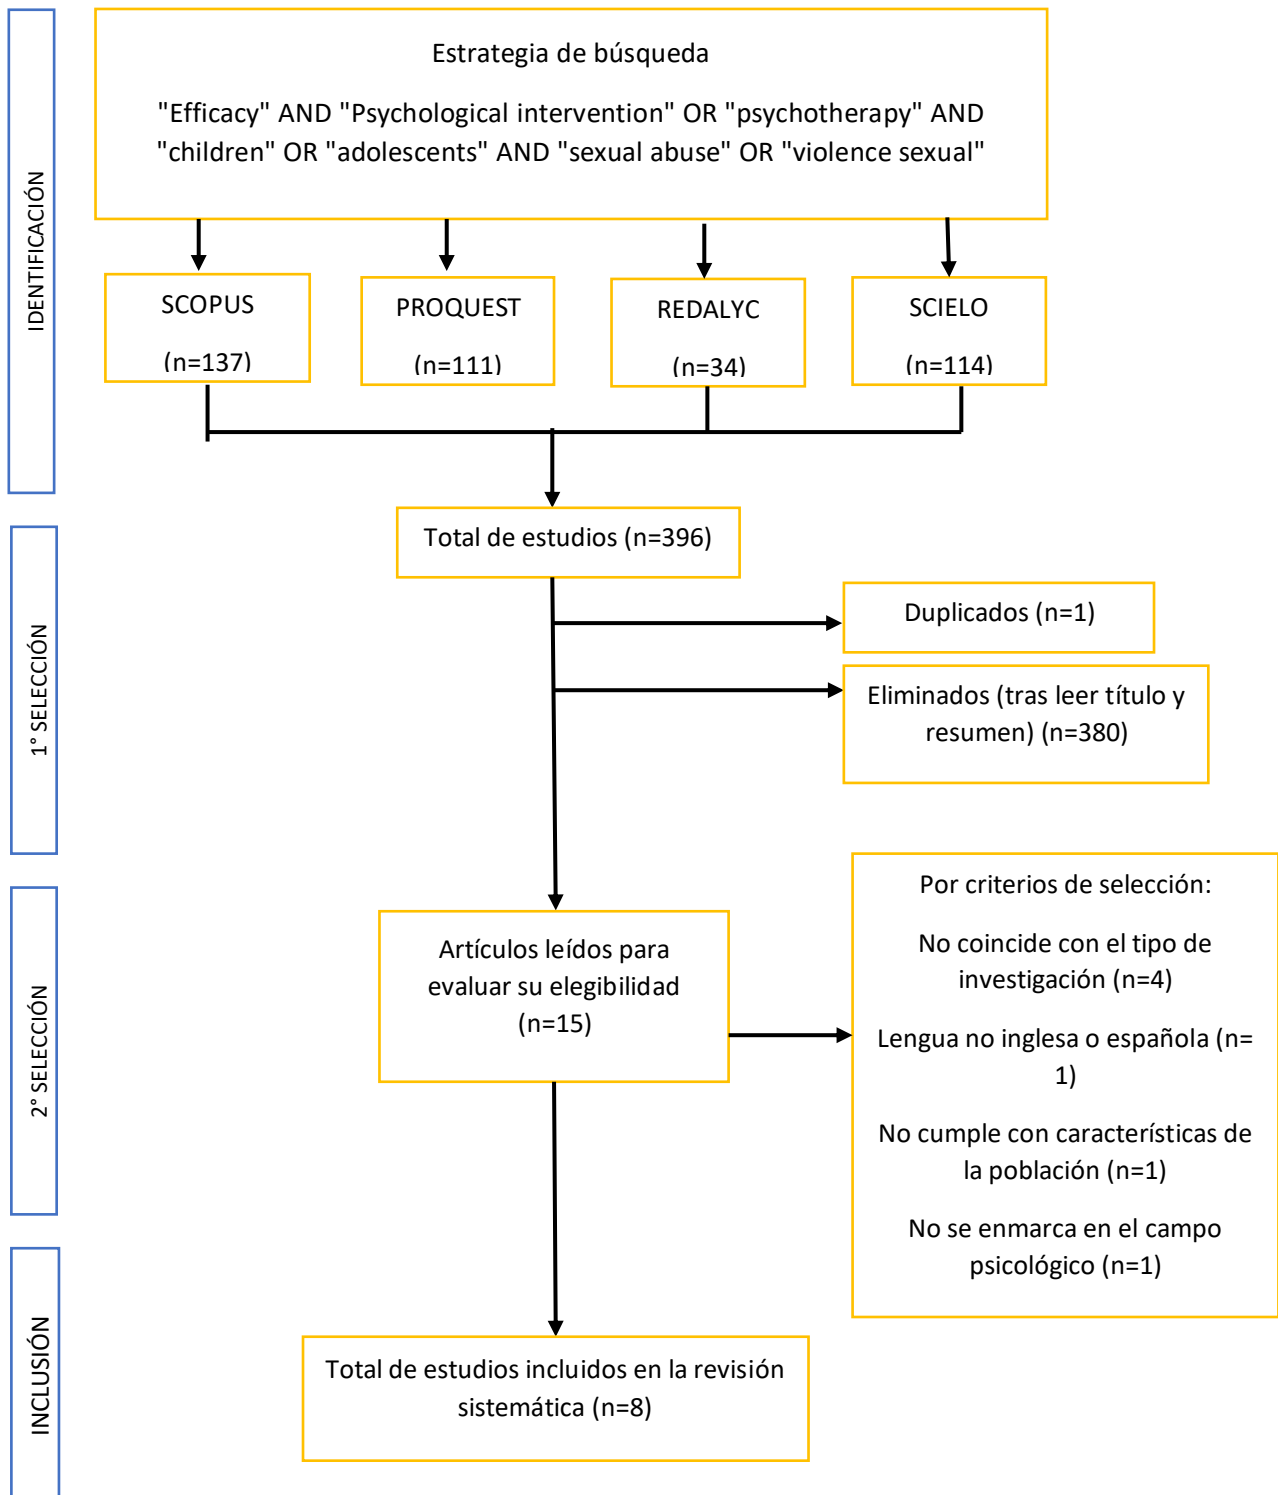 IDENTIFICACIÓN
Estrategia de búsqueda
"Efficacy" AND "Psychological intervention" OR "psychotherapy" AND
"children" OR "adolescents" AND "sexual abuse" OR "violence sexual"
SCOPUS
(n=137)
PROQUEST
(n=111)
REDALYC
(n=34)
SCIELO
(n=114)
Total de estudios (n=396)
1° SELECCIÓN
Duplicados (n=1)
Eliminados (tras leer título y
resumen) (n=380)
2° SELECCIÓN
Artículos leídos para
evaluar su elegibilidad
(n=15)
Por criterios de selección:
No coincide con el tipo de
investigación (n=4)
Lengua no inglesa o española (n=
1)
No cumple con características de
la población (n=1)
No se enmarca en el campo
psicológico (n=1)
INCLUSIÓN
Total de estudios incluidos en la revisión
sistemática (n=8)